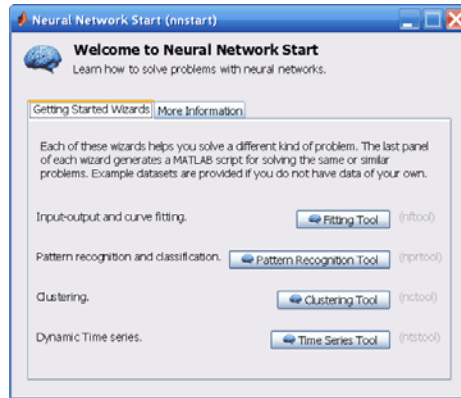 Neural Network Start (nnstart)
Welcome to Neural Network Start
Learn how to solve problems with neural networks.
Getting Started Wizards More Information
Each of these wizards helps you solve a different kind of problem. The last panel
of each wizard generates a MATLAB script for solving the same or similar
problems. Example datasets are provided if you do not have data of your own.
Input-output and curve fitting. Fitting Tool (nftool)
Pattern recognition and classification. Pattern Recognition Tool (nprtool)
Clustering. Clustering Tool (nctool)
Dynamic Time series. Time Series Tool (ntstool)